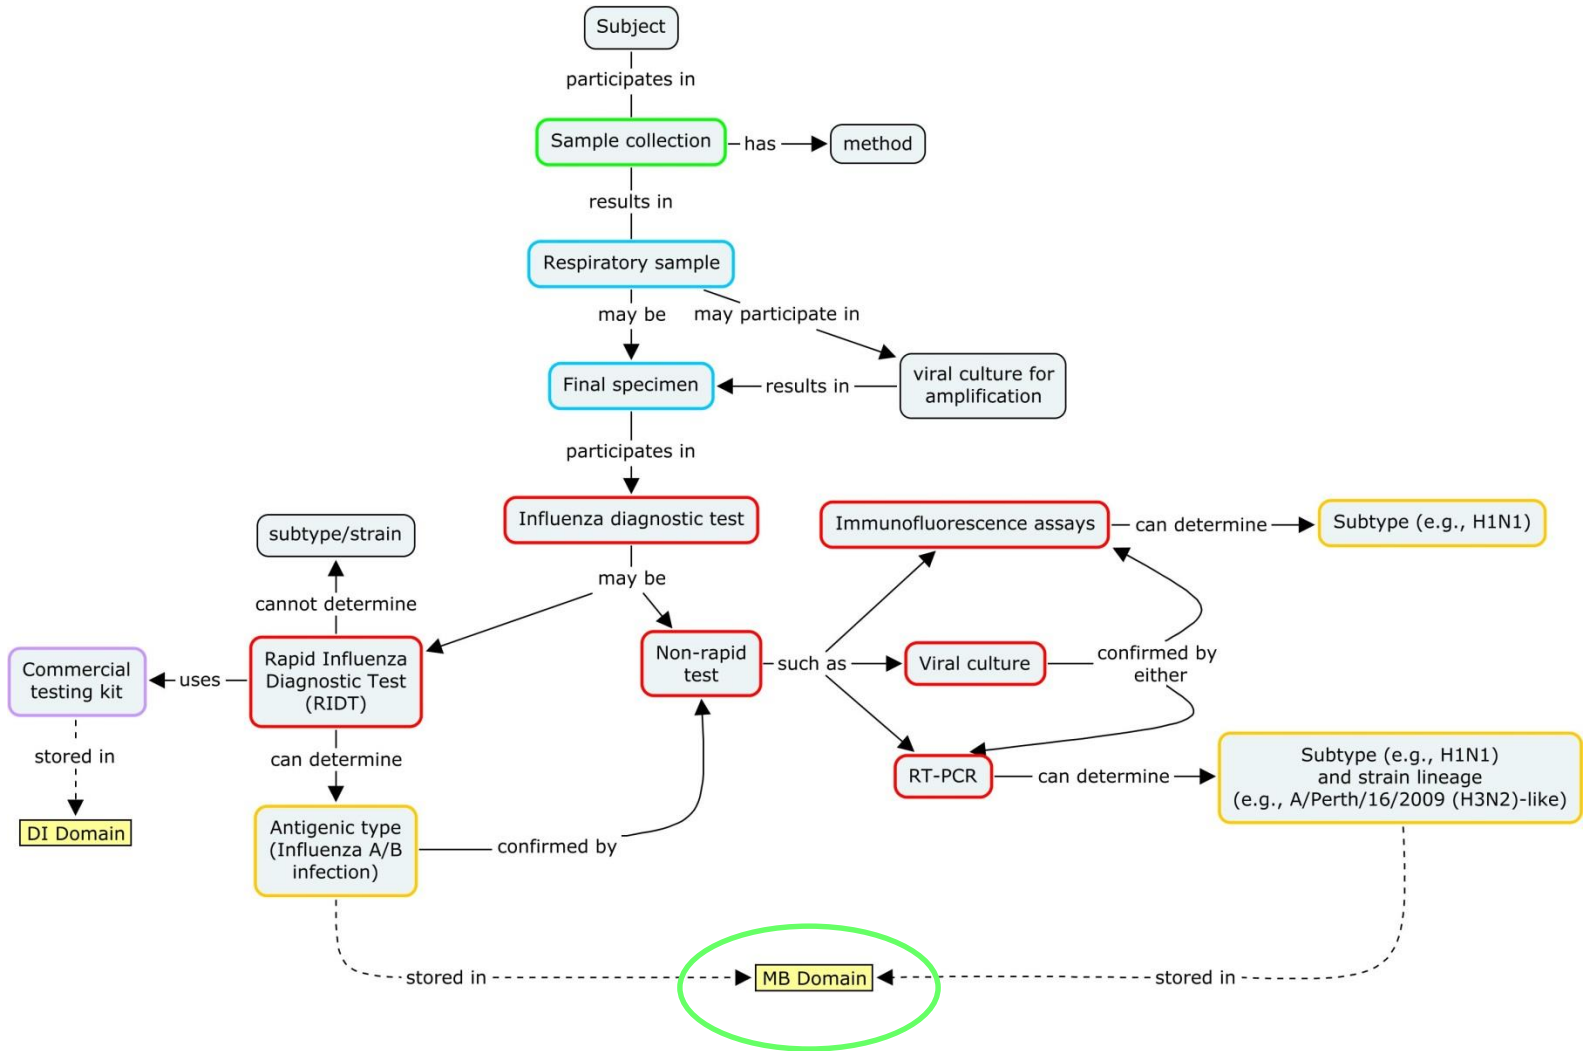 Subject
participates in
Sample collection
has
method
results in
Respiratory sample
may be
may participate in
Final specimen
results in
viral culture for
amplification
participates in
Influenza diagnostic test
Immunofluorescence assays
can determine
Subtype (e.g., H1N1)
subtype/strain
may be
cannot determine
Commercial
testing kit
uses
Rapid Influenza
Diagnostic Test
(RIDT)
Non-rapid
test
such as
Viral culture
confirmed by
either
stored in
can determine
RT-PCR
can determine
Subtype (e.g., H1N1)
and strain lineage
(e.g., A/Perth/16/2009 (H3N2)-like)
DI Domain
Antigenic type
(Influenza A/B
infection)
confirmed by
stored in
MB Domain
stored in